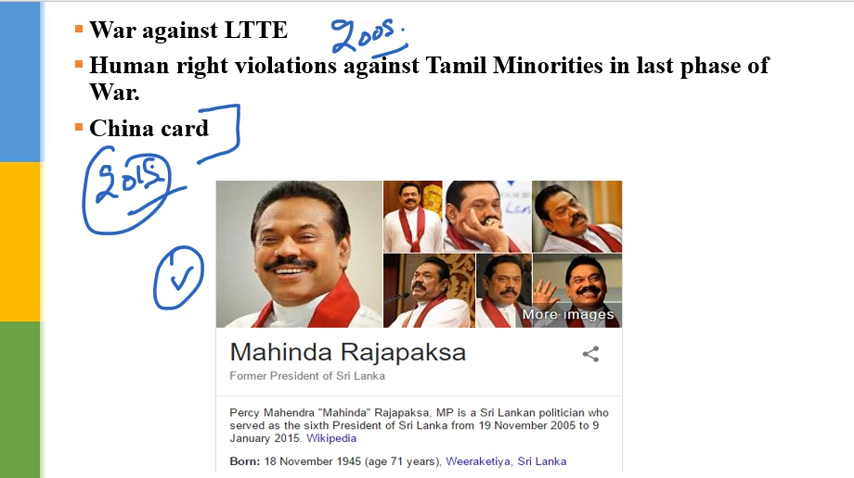 War against LTTE
2005.
Human right violations against Tamil Minorities in last phase of
War.
China card
2015
More images
Mahinda Rajapaksa
Former President of Sri Lanka
Percy Mahendra "Mahinda" Rajapaksa, MP is a Sri Lankan politician who
served as the sixth President of Sri Lanka from 19 November 2005 to 9
January 2015. Wikipedia
Born: 18 November 1945 (age 71 years), Weeraketiya, Sri Lanka